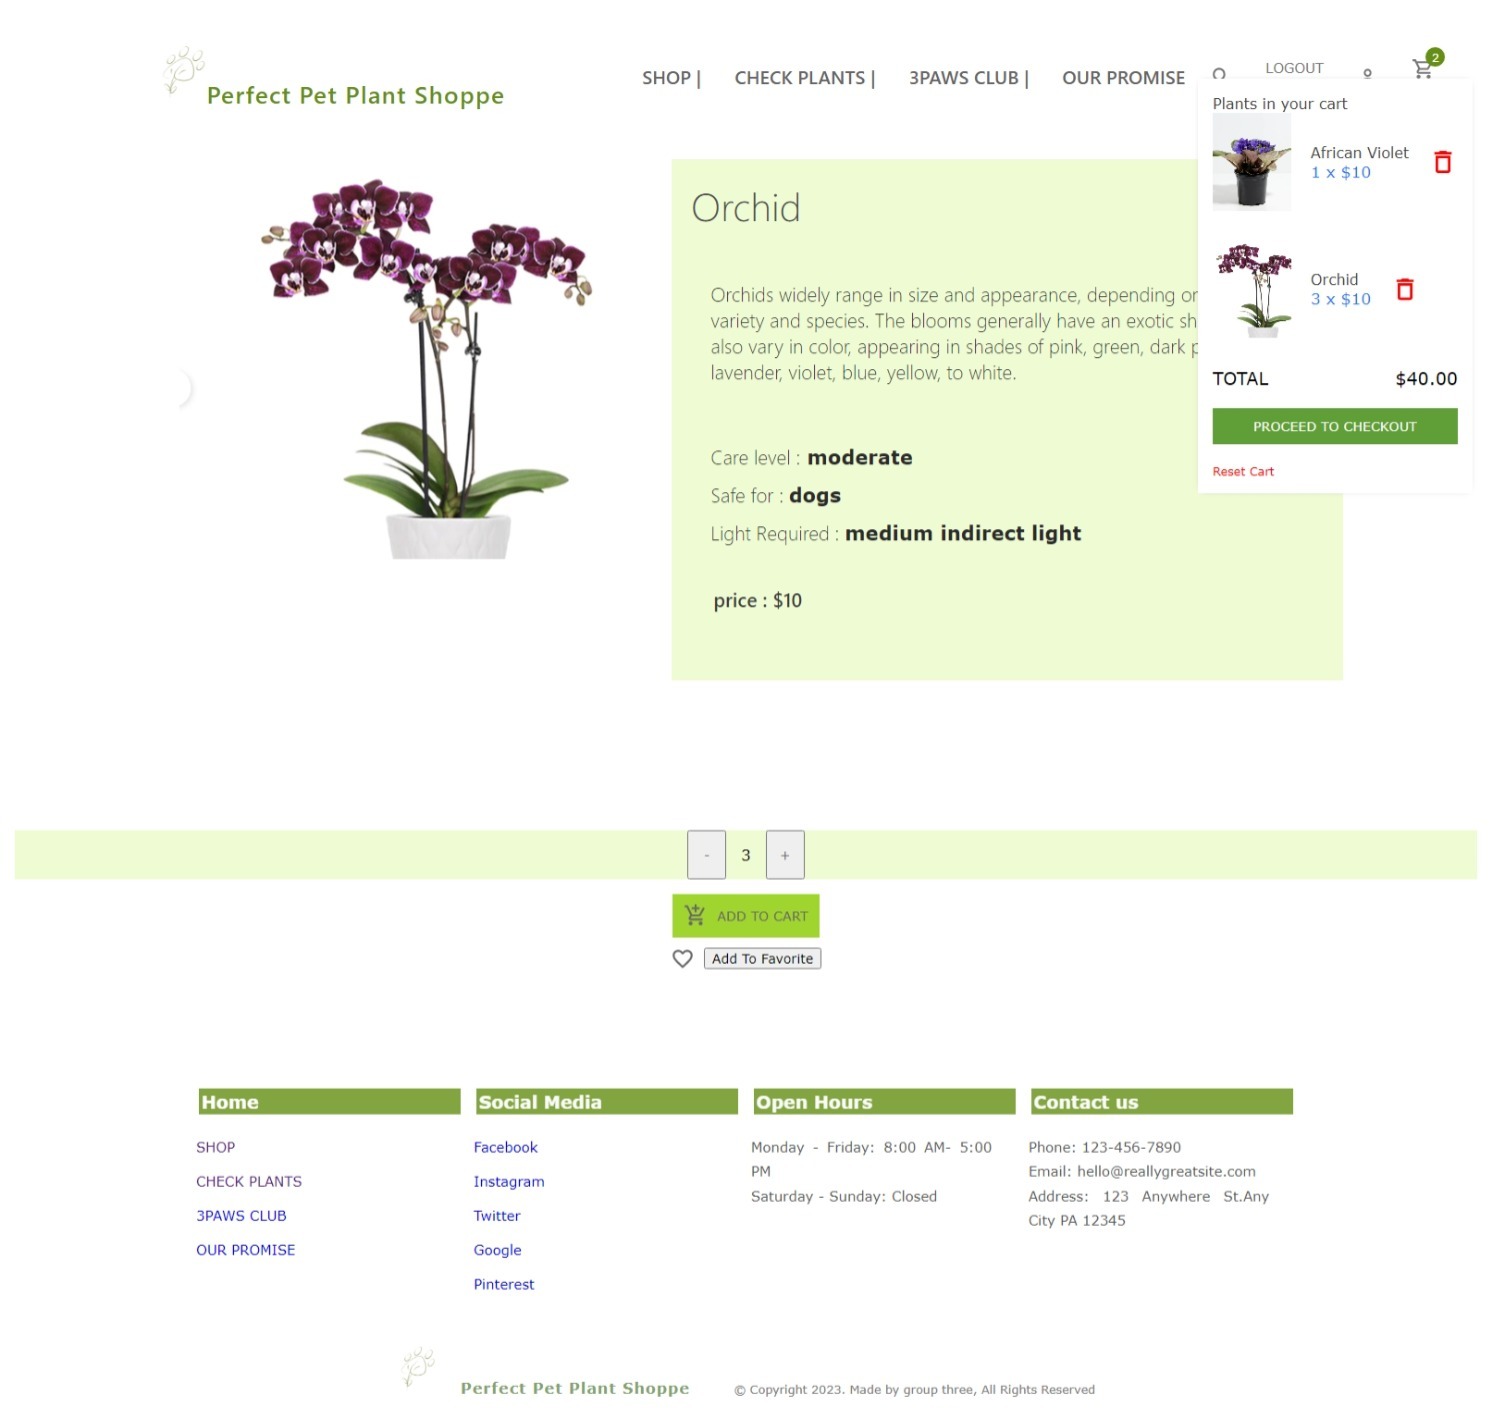 Perfect Pet Plant Shoppe
SHOP |
CHECK PLANTS |
3PAWS CLUB |
OUR PROMISE
LOGOUT
2
Plants in your cart
African Violet
1 x $10
Orchid
3 x $10
TOTAL $40.00
PROCEED TO CHECKOUT
Reset Cart
Orchid
Orchids widely range in size and appearance, depending
variety and species. The blooms generally have an exotic
also vary in color, appearing in shades of pink, green, dark
lavender, violet, blue, yellow, to white.
Care level : moderate
Safe for : dogs
Light Required : medium indirect light
price : $10
- 3 +
ADD TO CART
Add To Favorite
Home
SHOP
CHECK PLANTS
3PAWS CLUB
OUR PROMISE
Social Media
Facebook
Instagram
Twitter
Google
Pinterest
Open Hours
Monday - Friday: 8:00 AM- 5:00
PM
Saturday - Sunday: Closed
Contact us
Phone: 123-456-7890
Email: hello@reallygreatsite.com
Address: 123 Anywhere St.Any
City PA 12345
Perfect Pet Plant Shoppe
© Copyright 2023. Made by group three, All Rights Reserved